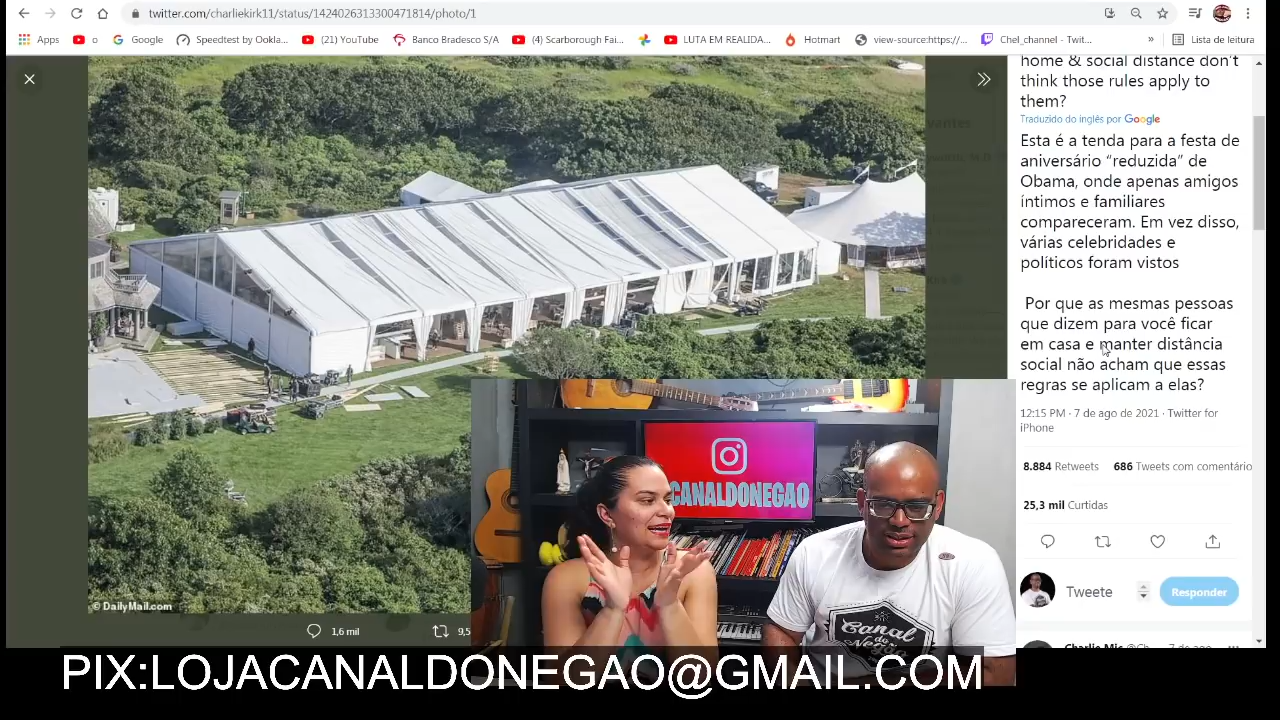 twitter.com/charliekirk11/status/1424026313300471814/photo/1
Apps o Google Speedtest by Ookla... (21) YouTube Banco Bradesco S/A (4) Scarborough Fai... LUTA EM REALIDA... Hotmart view-source:https://... Chel_channel - Twit... » Lista de leitura
home & social distance don't
think those rules apply to
them?
Traduzido do inglês por Google
Esta é a tenda para a festa de
aniversário “reduzida” de
Obama, onde apenas amigos
íntimos e familiares
compareceram. Em vez disso,
várias celebridades e
políticos foram vistos
Por que as mesmas pessoas
que dizem para você ficar
em casa e manter distância
social não acham que essas
regras se aplicam a elas?
12:15 PM · 7 de ago de 2021 · Twitter for
iPhone
8.884 Retweets 686 Tweets com comentário
25,3 mil Curtidas
Tweete Responder
© DailyMail.com
1,6 mil 9,5
CANALDONEGAO
Canal
do
Negão
PIX:LOJACANALDONEGAO@GMAIL.COM